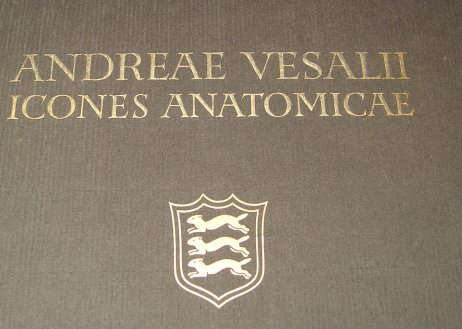 ANDREAE VESALII
ICONES ANATOMICAE